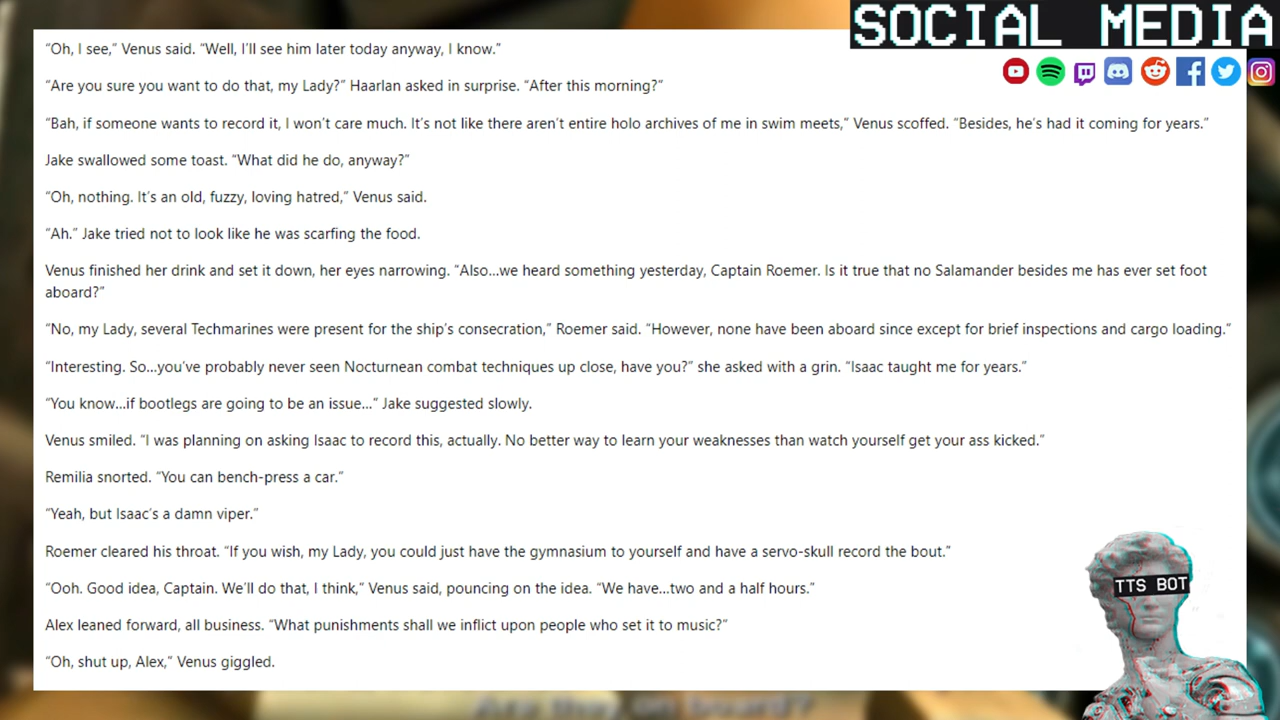 SOCIAL MEDIA
“Oh, I see,” Venus said. “Well, I’ll see him later today anyway, I know.”
“Are you sure you want to do that, my Lady?” Haarlan asked in surprise. “After this morning?”
“Bah, if someone wants to record it, I won’t care much. It’s not like there aren’t entire holo archives of me in swim meets,” Venus scoffed. “Besides, he’s had it coming for years.”
Jake swallowed some toast. “What did he do, anyway?”
“Oh, nothing. It’s an old, fuzzy, loving hatred,” Venus said.
“Ah.” Jake tried not to look like he was scarfing the food.
Venus finished her drink and set it down, her eyes narrowing. “Also…we heard something yesterday, Captain Roemer. Is it true that no Salamander besides me has ever set foot
aboard?”
“No, my Lady, several Techmarines were present for the ship’s consecration,” Roemer said. “However, none have been aboard since except for brief inspections and cargo loading.”
“Interesting. So…you’ve probably never seen Nocturnean combat techniques up close, have you?” she asked with a grin. “Isaac taught me for years.”
“You know…if bootlegs are going to be an issue…” Jake suggested slowly.
Venus smiled. “I was planning on asking Isaac to record this, actually. No better way to learn your weaknesses than watch yourself get your ass kicked.”
Remilia snorted. “You can bench-press a car.”
“Yeah, but Isaac’s a damn viper.”
Roemer cleared his throat. “If you wish, my Lady, you could just have the gymnasium to yourself and have a servo-skull record the bout.”
“Ooh. Good idea, Captain. We’ll do that, I think,” Venus said, pouncing on the idea. “We have…two and a half hours.”
Alex leaned forward, all business. “What punishments shall we inflict upon people who set it to music?”
“Oh, shut up, Alex,” Venus giggled.
TTS BOT